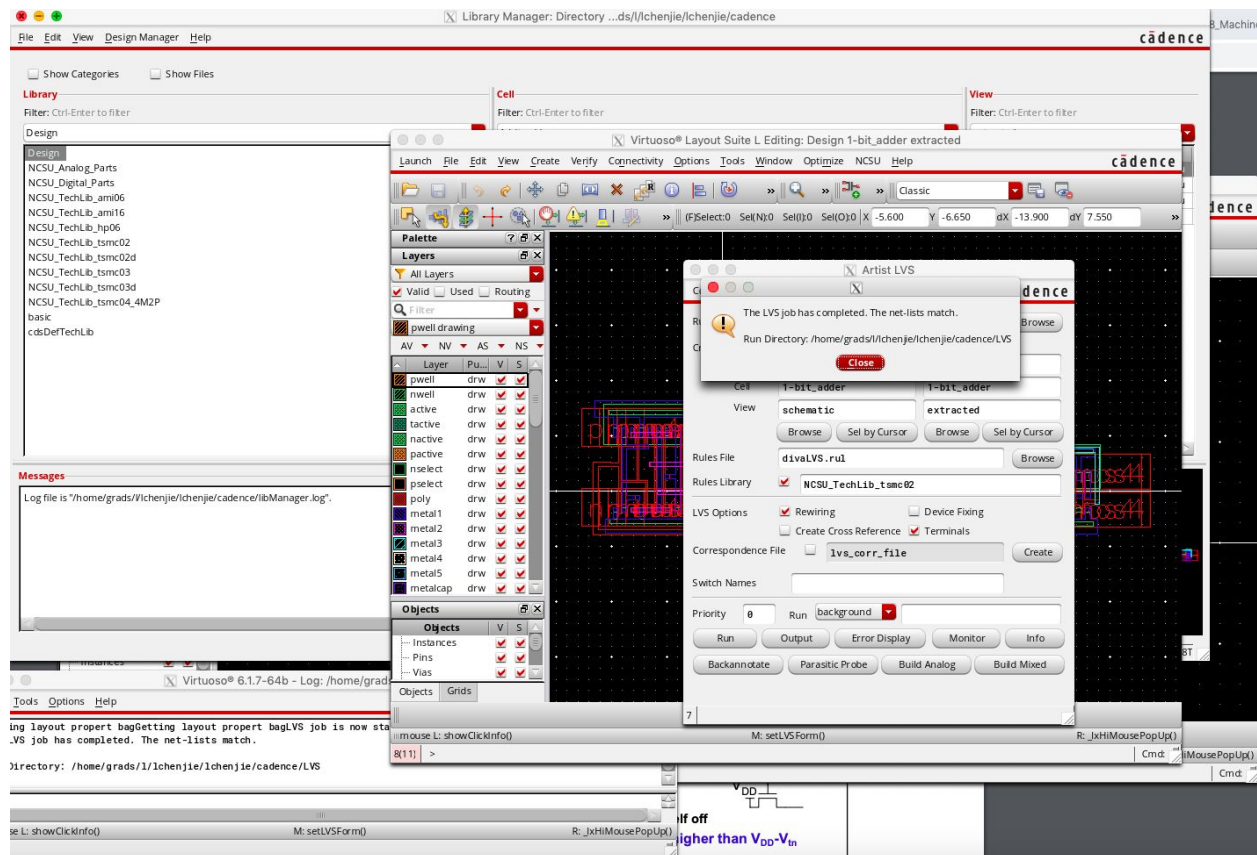 Library Manager: Directory ...ds/l/lchenjie/lchenjie/cadence
8_Machin
File Edit View Design Manager Help
cādence
Show Categories Show Files
Library
Filter: Ctrl-Enter to filter
Design
Design
NCSU_Analog_Parts
NCSU_Digital_Parts
NCSU_TechLib_ami06
NCSU_TechLib_ami16
NCSU_TechLib_hp06
NCSU_TechLib_tsmc02
NCSU_TechLib_tsmc02d
NCSU_TechLib_tsmc03
NCSU_TechLib_tsmc03d
NCSU_TechLib_tsmc04_4M2P
basic
cdsDefTechLib
Cell
Filter: Ctrl-Enter to filter
View
Filter: Ctrl-Enter to filter
Messages
Log file is "/home/grads/l/lchenjie/lchenjie/cadence/libManager.log".
Virtuoso® Layout Suite L Editing: Design 1-bit_adder extracted
Launch File Edit View Create Verify Connectivity Options Tools Window Optimize NCSU Help
cādence
dence
» » » Classic
» (F)Select:0 Sel(N):0 Sel(I):0 Sel(O):0 X -5.600 Y -6.650 dX -13.900 dY 7.550 »
Palette
Layers
All Layers
Valid Used Routing
Filter
pwell drawing
AV NV AS NS
Layer Pu... V S
pwell drw
nwell drw
active drw
tactive drw
nactive drw
pactive drw
nselect drw
pselect drw
poly drw
metal1 drw
metal2 drw
metal3 drw
metal4 drw
metal5 drw
metalcap drw
Objects
Objects V S
Instances
Pins
Vias
Objects Grids
Artist LVS
dence
The LVS job has completed. The net-lists match.
Run Directory: /home/grads/l/lchenjie/lchenjie/cadence/LVS
Close
Browse
Cell 1-bit_adder 1-bit_adder
View schematic extracted
Browse Sel by Cursor Browse Sel by Cursor
Rules File divaLVS.rul Browse
Rules Library NCSU_TechLib_tsmc02
LVS Options Rewiring Device Fixing
Create Cross Reference Terminals
Correspondence File lvs_corr_file Create
Switch Names
Priority 0 Run background
Run Output Error Display Monitor Info
Backannotate Parasitic Probe Build Analog Build Mixed
7
mouse L: showClickInfo() M: setLVSForm() R: _lxHiMousePopUp()
8(11) > Cmd:
iMousePopUp()
Cmd:
Virtuoso® 6.1.7-64b - Log: /home/grad
Tools Options Help
ing layout propert bagGetting layout propert bagLVS job is now sta
LVS job has completed. The net-lists match.
Directory: /home/grads/l/lchenjie/lchenjie/cadence/LVS
se L: showClickInfo() M: setLVSForm() R: _lxHiMousePopUp()
VDD
elf off
higher than VDD-Vtn